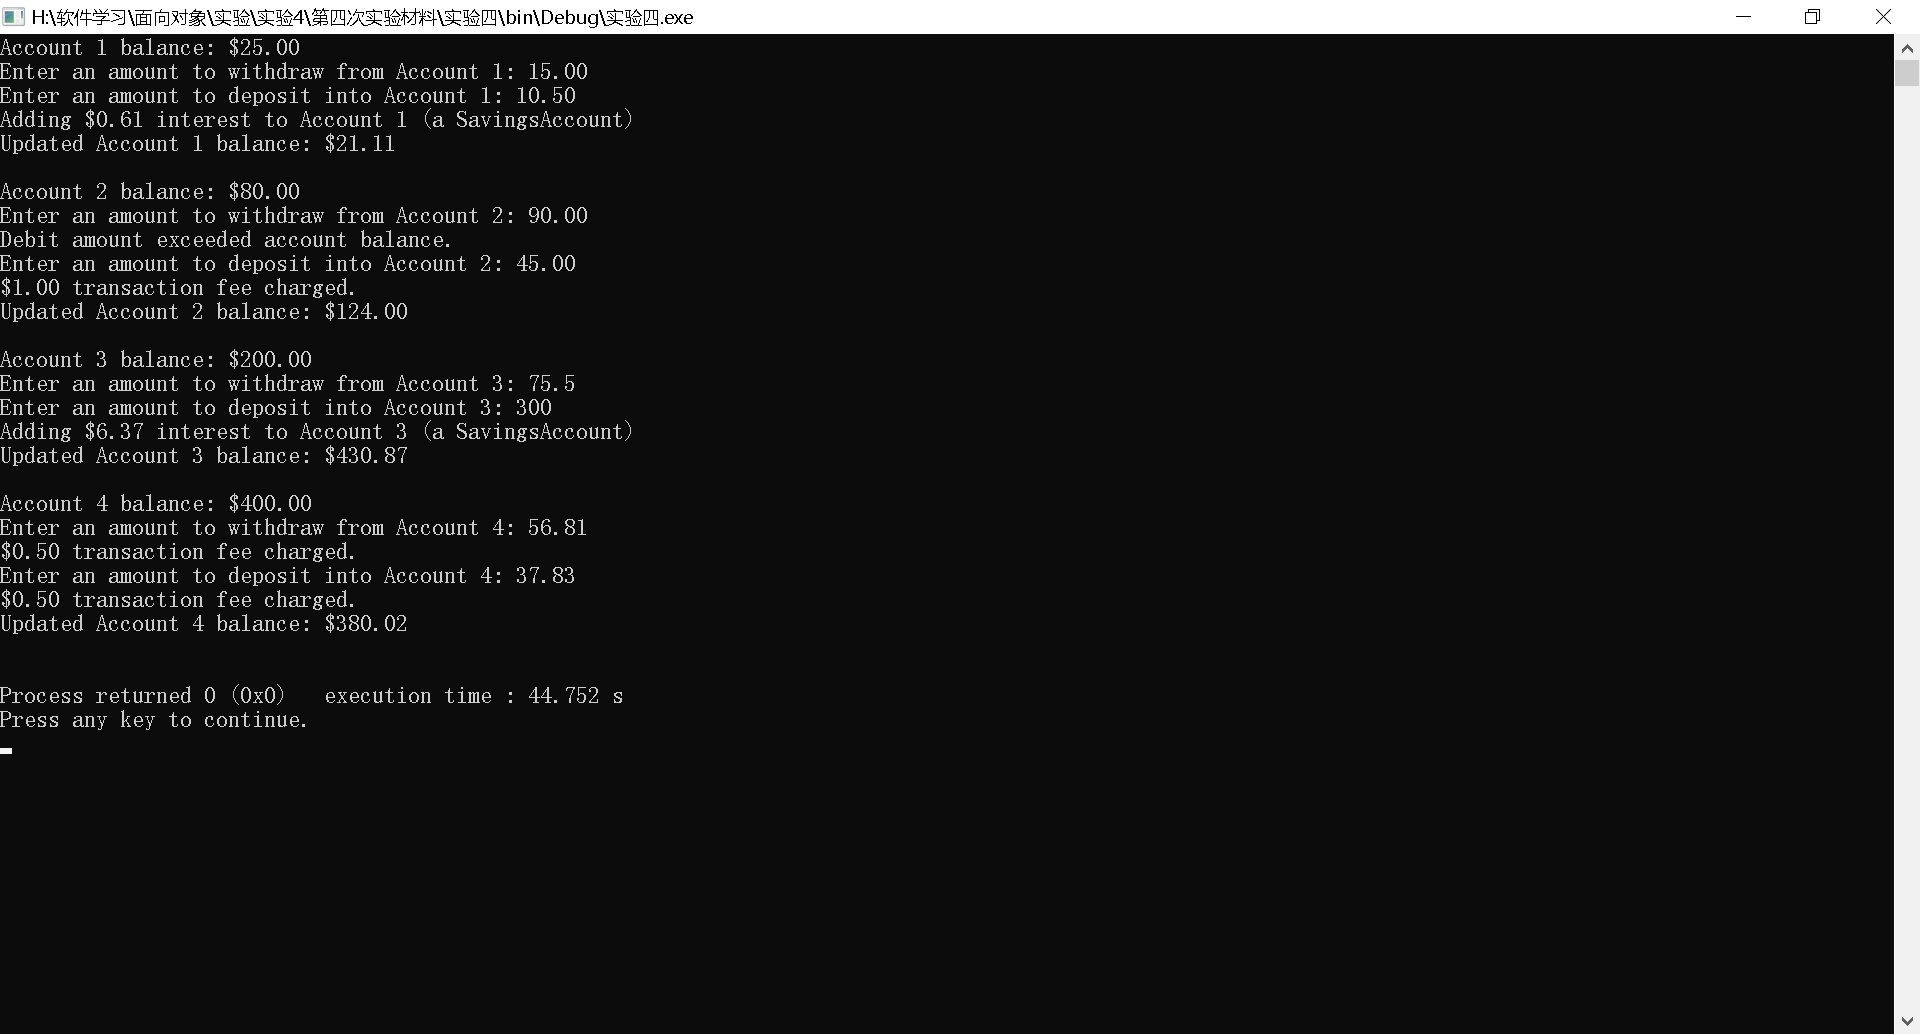 H:\软件学习\面向对象\实验\实验4\第四次实验材料\实验四\bin\Debug\实验四.exe
Account 1 balance: $25.00
Enter an amount to withdraw from Account 1: 15.00
Enter an amount to deposit into Account 1: 10.50
Adding $0.61 interest to Account 1 (a SavingsAccount)
Updated Account 1 balance: $21.11
Account 2 balance: $80.00
Enter an amount to withdraw from Account 2: 90.00
Debit amount exceeded account balance.
Enter an amount to deposit into Account 2: 45.00
$1.00 transaction fee charged.
Updated Account 2 balance: $124.00
Account 3 balance: $200.00
Enter an amount to withdraw from Account 3: 75.5
Enter an amount to deposit into Account 3: 300
Adding $6.37 interest to Account 3 (a SavingsAccount)
Updated Account 3 balance: $430.87
Account 4 balance: $400.00
Enter an amount to withdraw from Account 4: 56.81
$0.50 transaction fee charged.
Enter an amount to deposit into Account 4: 37.83
$0.50 transaction fee charged.
Updated Account 4 balance: $380.02
Process returned 0 (0x0)   execution time : 44.752 s
Press any key to continue.